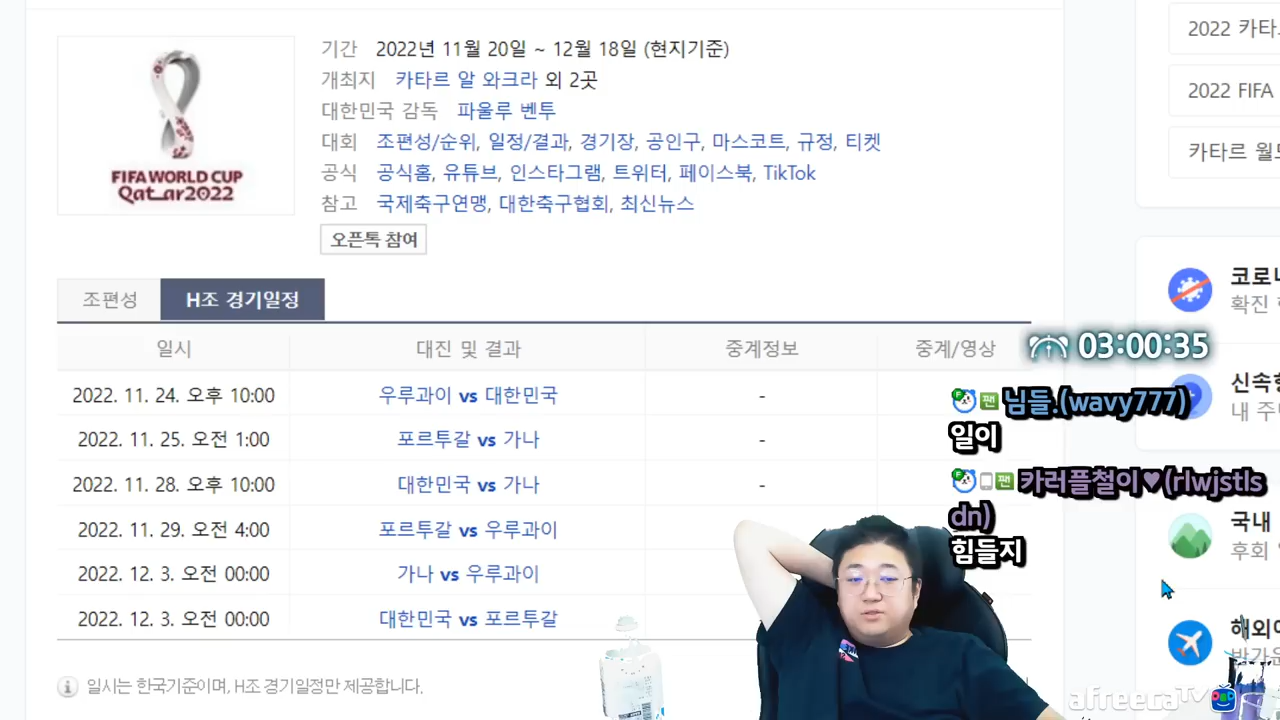 FIFA WORLD CUP
Qatar2022
기간 2022년 11월 20일 ~ 12월 18일 (현지기준)
개최지 카타르 알 와크라 외 2곳
대한민국 감독 파울루 벤투
대회 조편성/순위, 일정/결과, 경기장, 공인구, 마스코트, 규정, 티켓
공식 공식홈, 유튜브, 인스타그램, 트위터, 페이스북, TikTok
참고 국제축구연맹, 대한축구협회, 최신뉴스
오픈톡 참여
조편성 H조 경기일정
일시 대진 및 결과 중계정보 중계/영상
2022. 11. 24. 오후 10:00 우루과이 vs 대한민국 -
2022. 11. 25. 오전 1:00 포르투갈 vs 가나 -
2022. 11. 28. 오후 10:00 대한민국 vs 가나 -
2022. 11. 29. 오전 4:00 포르투갈 vs 우루과이
2022. 12. 3. 오전 00:00 가나 vs 우루과이
2022. 12. 3. 오전 00:00 대한민국 vs 포르투갈
일시는 한국기준이며, H조 경기일정만 제공합니다.
2022 카타
2022 FIFA
카타르
코로나
확진
03:00:35
팬 님들.(wavy777)
일이
팬 카러플철이♥(rlwjstls
dn)
힘들지
신속항
내
국내
후회
해외
afreecaTV